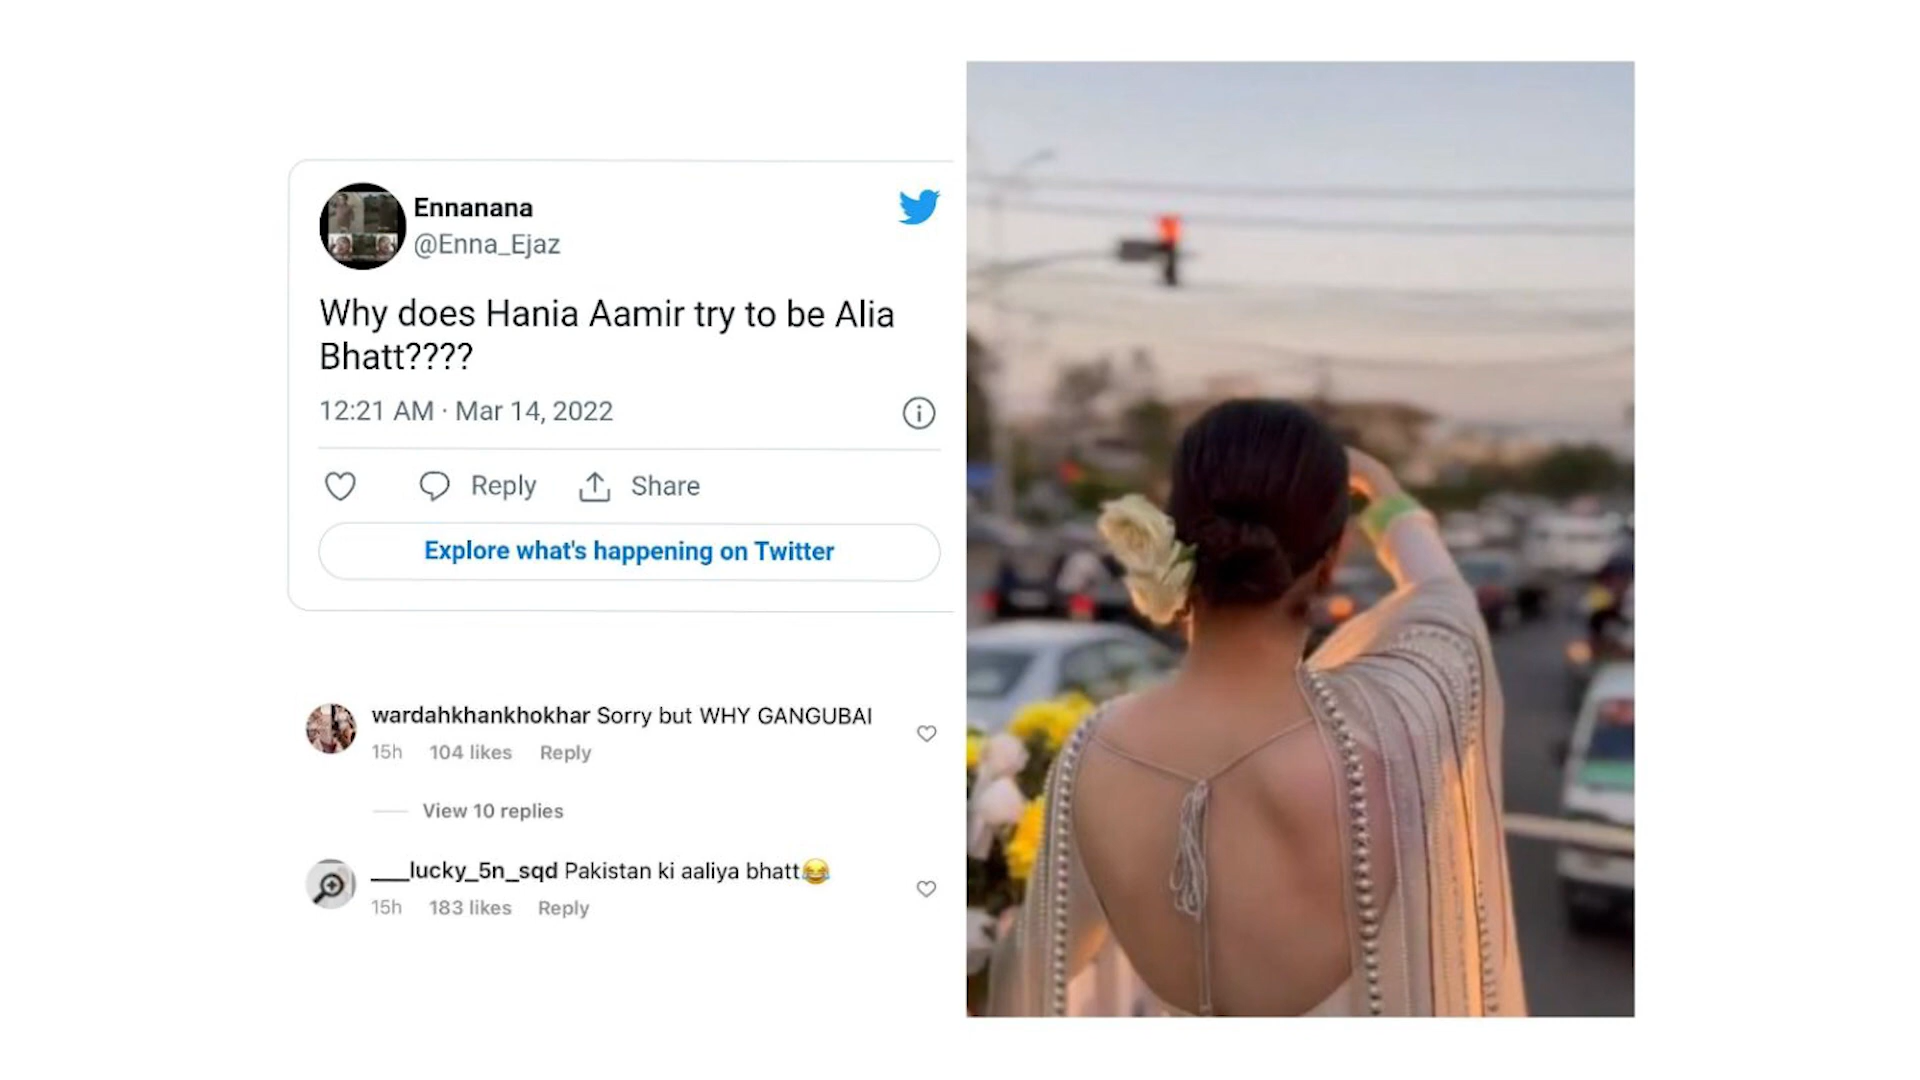 Ennanana
@Enna_Ejaz
Why does Hania Aamir try to be Alia
Bhatt????
12:21 AM · Mar 14, 2022
Reply Share
Explore what's happening on Twitter
wardahkhankhokhar Sorry but WHY GANGUBAI
15h 104 likes Reply
View 10 replies
___lucky_5n_sqd Pakistan ki aaliya bhatt😂
15h 183 likes Reply